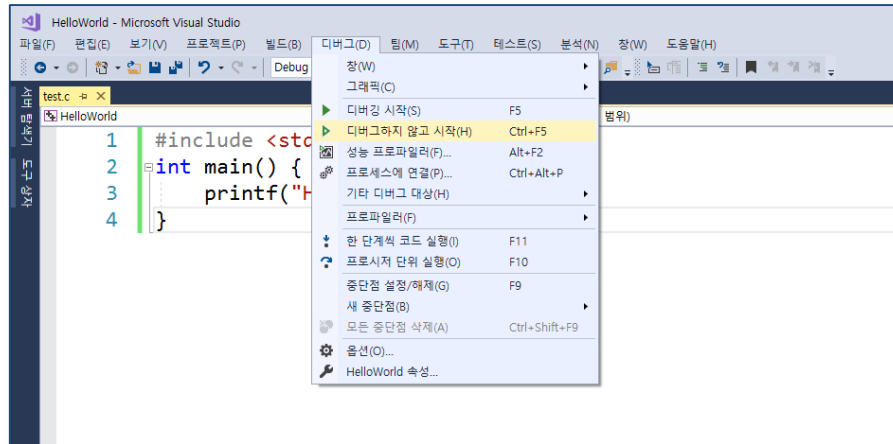 HelloWorld - Microsoft Visual Studio
파일(F) 편집(E) 보기(V) 프로젝트(P) 빌드(B) 디버그(D) 팀(M) 도구(T) 테스트(S) 분석(N) 창(W) 도움말(H)
Debug
창(W)
그래픽(C)
디버깅 시작(S) F5
디버그하지 않고 시작(H) Ctrl+F5
성능 프로파일러(F)... Alt+F2
프로세스에 연결(P)... Ctrl+Alt+P
기타 디버그 대상(H)
프로파일러(F)
한 단계씩 코드 실행(I) F11
프로시저 단위 실행(O) F10
중단점 설정/해제(G) F9
새 중단점(B)
모든 중단점 삭제(A) Ctrl+Shift+F9
옵션(O)...
HelloWorld 속성...
서버 탐색기
도구 상자
test.c
HelloWorld
범위)
1 #include <std
2 int main() {
3 printf("H
4 }